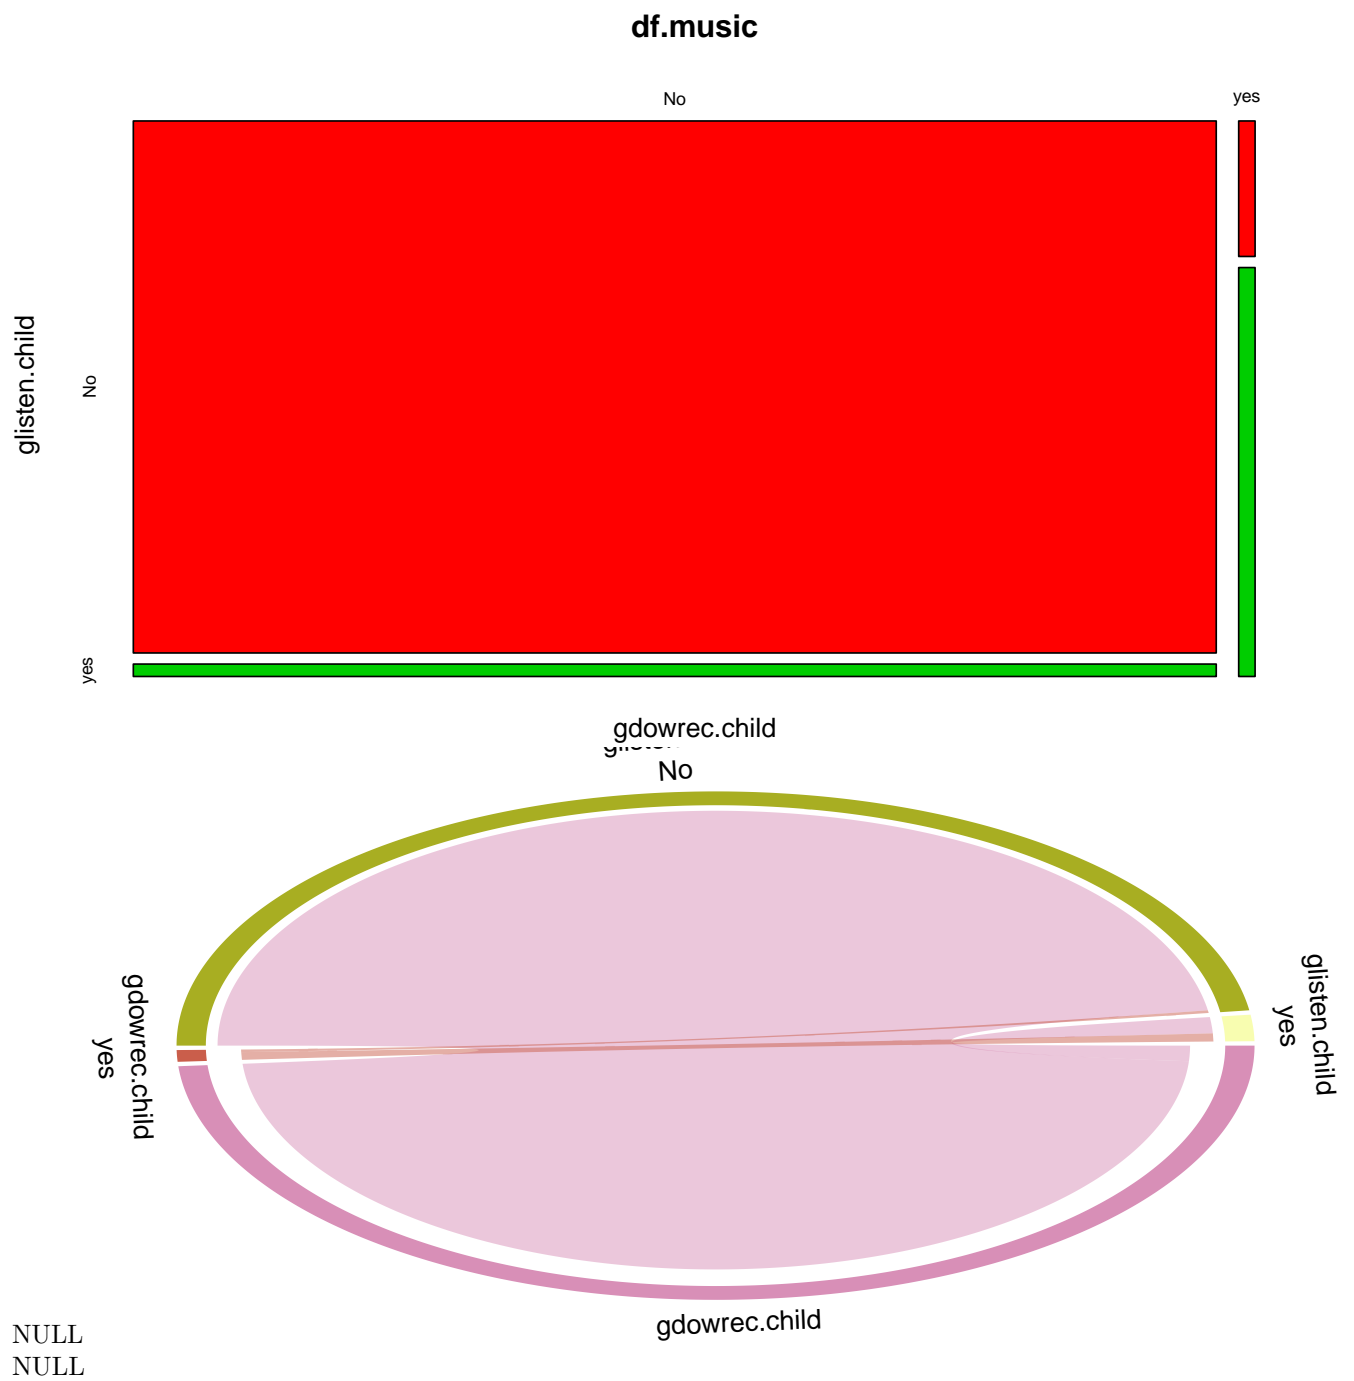 df.music
No
yes
glisten.child
No
yes
gdowrec.child
No
glisten.child
yes
gdowrec.child
yes
gdowrec.child
NULL
NULL